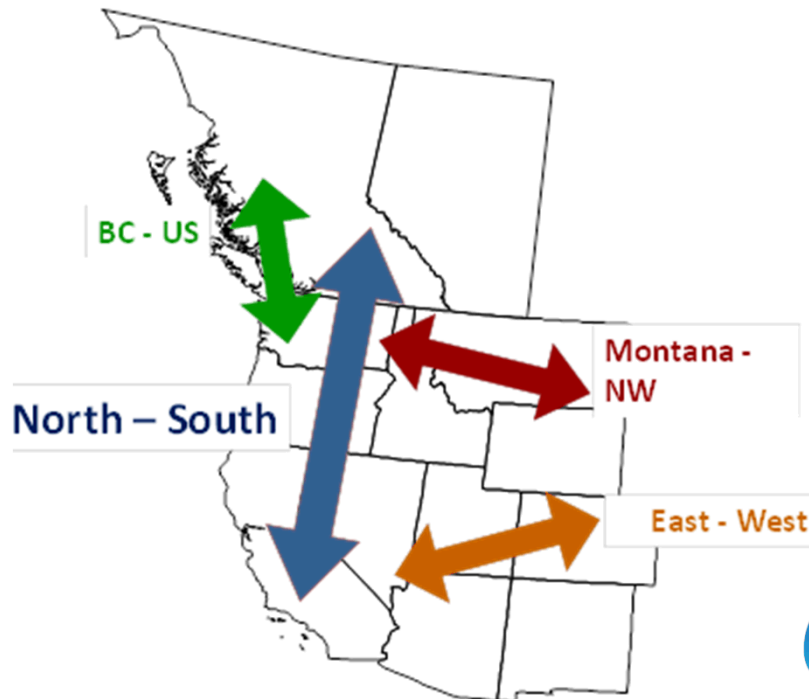 BC - US
Montana -
NW
North – South
East - West